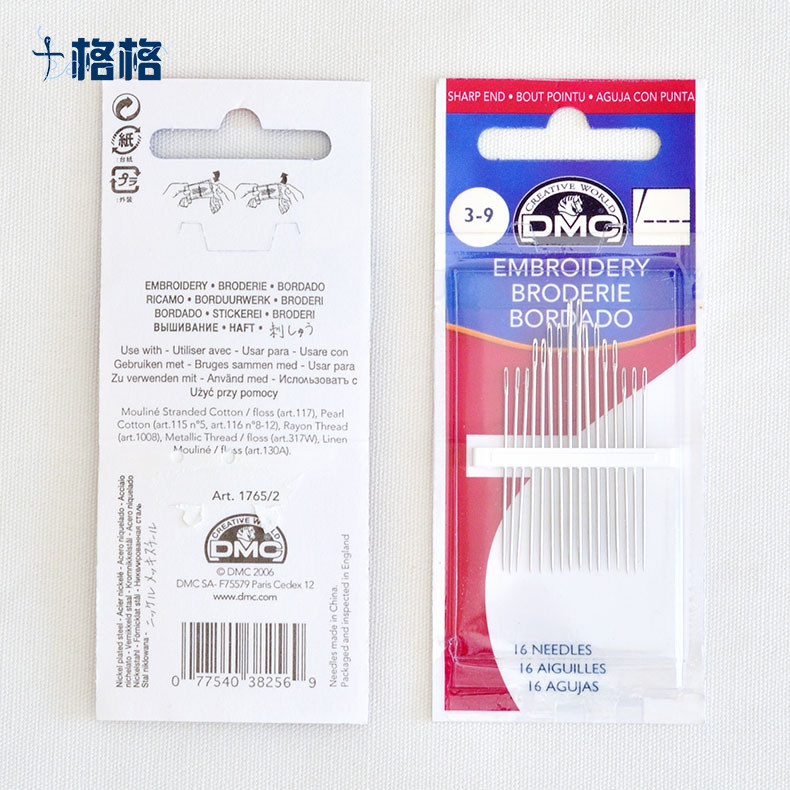 十格格
紙
:台紙
プラ
:外装
EMBROIDERY • BRODERIE • BORDADO
RICAMO • BORDUURWERK • BRODERI
BORDADO • STICKEREI • BRODERI
ВЫШИВАНИЕ • HAFT • 刺しゅう
Use with - Utiliser avec - Usar para - Usare con
Gebruiken met - Bruges sammen med - Usar para
Zu verwenden mit - Använd med - Использовать с
Użyć przy pomocy
Mouliné Stranded Cotton / floss (art.117), Pearl
Cotton (art.115 n°5, art.116 n°8-12), Rayon Thread
(art.1008), Metallic Thread / floss (art.317W), Linen
Mouliné / floss (art.130A).
Art. 1765/2
CREATIVE WORLD
DMC
© DMC 2006
DMC SA- F75579 Paris Cedex 12
www.dmc.com
Nickel plated steel - Acier nickelé - Acero niquelado - Acciaio
nichelato - Vernikkeld staal - Kromnikkelstål - Acero niquelado
Nickelstahl - Förnicklat stål - Никелированная сталь
Stal niklowana - ニッケルメッキスチール
Needles made in China.
Packaged and inspected in England
0 77540 38256 9
SHARP END • BOUT POINTU • AGUJA CON PUNTA
3-9
CREATIVE WORLD
DMC
EMBROIDERY
BRODERIE
BORDADO
16 NEEDLES
16 AIGUILLES
16 AGUJAS